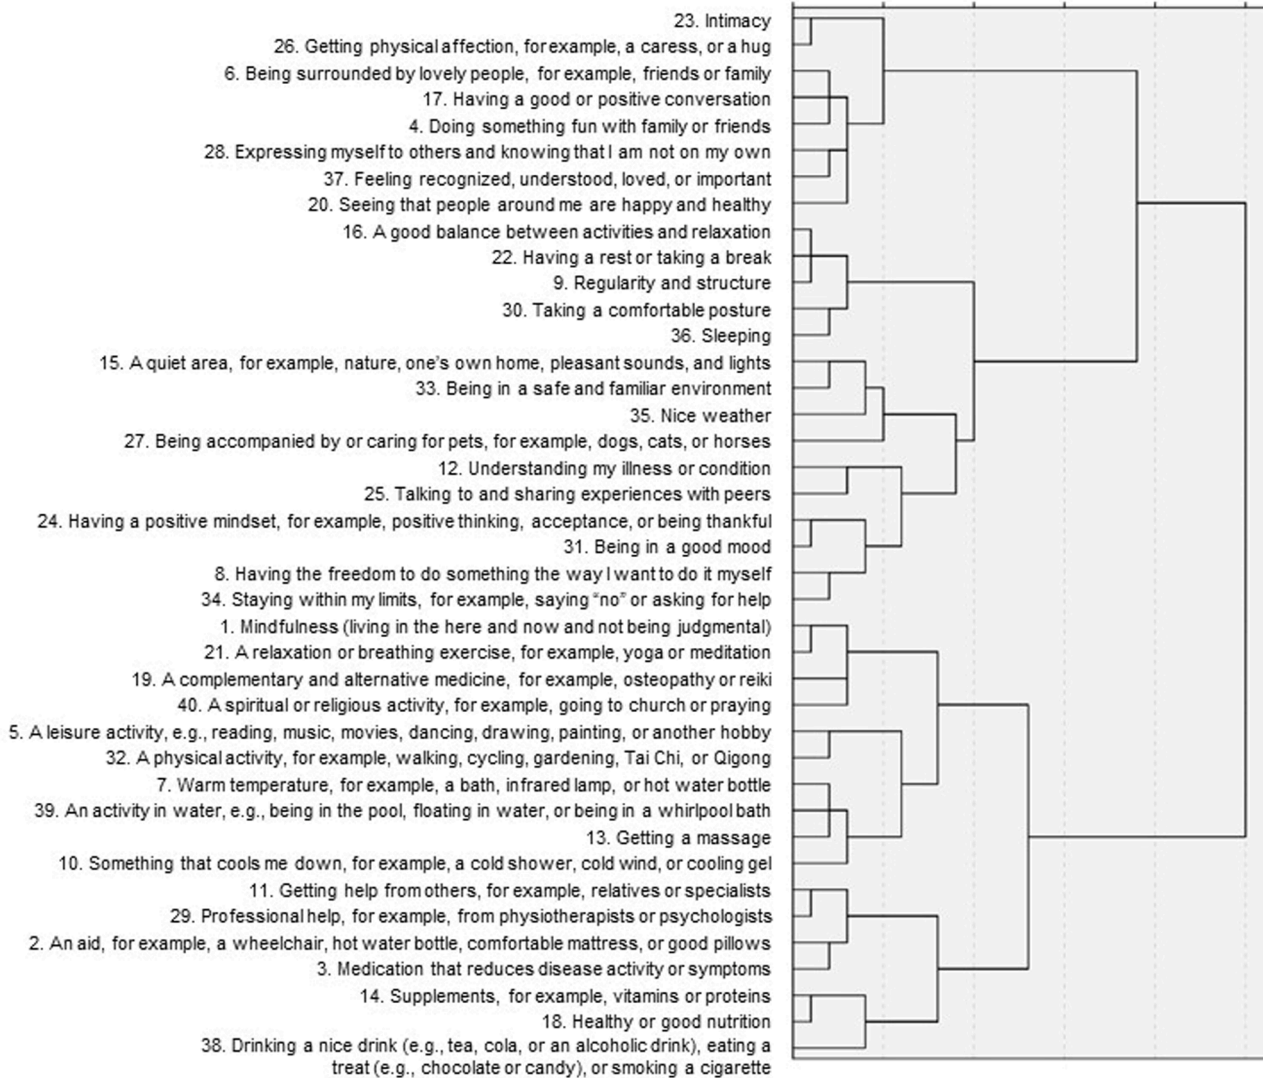 23. Intimacy
26. Getting physical affection, for example, a caress, or a hug
6. Being surrounded by lovely people, for example, friends or family
17. Having a good or positive conversation
4. Doing something fun with family or friends
28. Expressing myself to others and knowing that I am not on my own
37. Feeling recognized, understood, loved, or important
20. Seeing that people around me are happy and healthy
16. A good balance between activities and relaxation
22. Having a rest or taking a break
9. Regularity and structure
30. Taking a comfortable posture
36. Sleeping
15. A quiet area, for example, nature, one's own home, pleasant sounds, and lights
33. Being in a safe and familiar environment
35. Nice weather
27. Being accompanied by or caring for pets, for example, dogs, cats, or horses
12. Understanding my illness or condition
25. Talking to and sharing experiences with peers
24. Having a positive mindset, for example, positive thinking, acceptance, or being thankful
31. Being in a good mood
8. Having the freedom to do something the way I want to do it myself
34. Staying within my limits, for example, saying “no” or asking for help
1. Mindfulness (living in the here and now and not being judgmental)
21. A relaxation or breathing exercise, for example, yoga or meditation
19. A complementary and alternative medicine, for example, osteopathy or reiki
40. A spiritual or religious activity, for example, going to church or praying
5. A leisure activity, e.g., reading, music, movies, dancing, drawing, painting, or another hobby
32. A physical activity, for example, walking, cycling, gardening, Tai Chi, or Qigong
7. Warm temperature, for example, a bath, infrared lamp, or hot water bottle
39. An activity in water, e.g., being in the pool, floating in water, or being in a whirlpool bath
13. Getting a massage
10. Something that cools me down, for example, a cold shower, cold wind, or cooling gel
11. Getting help from others, for example, relatives or specialists
29. Professional help, for example, from physiotherapists or psychologists
2. An aid, for example, a wheelchair, hot water bottle, comfortable mattress, or good pillows
3. Medication that reduces disease activity or symptoms
14. Supplements, for example, vitamins or proteins
18. Healthy or good nutrition
38. Drinking a nice drink (e.g., tea, cola, or an alcoholic drink), eating a
treat (e.g., chocolate or candy), or smoking a cigarette